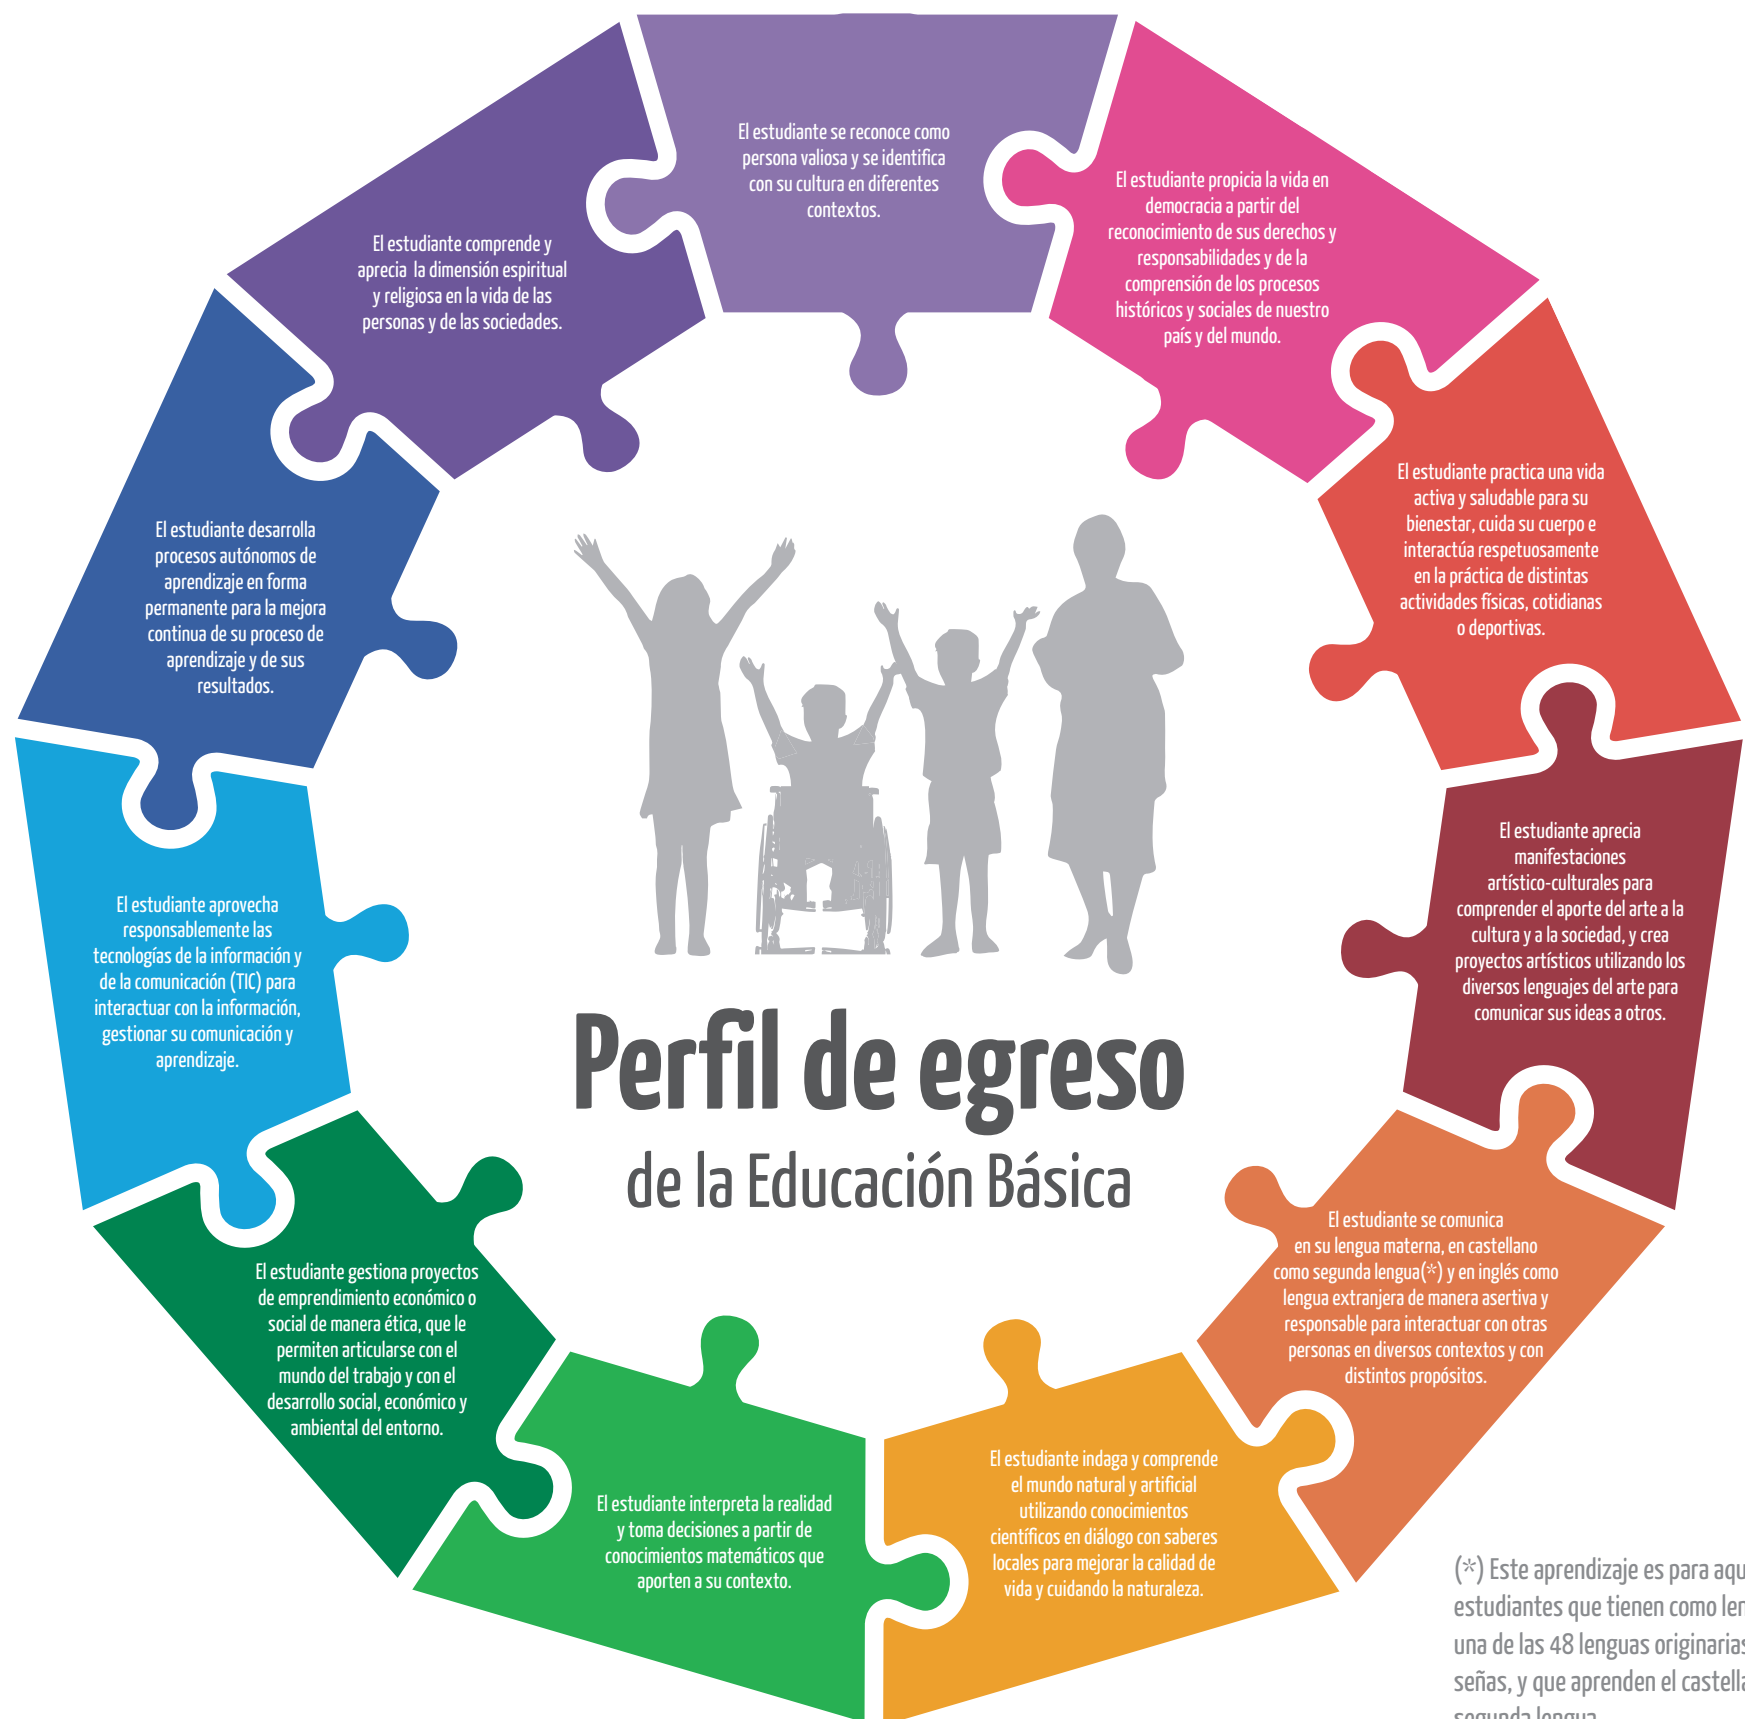 El estudiante se reconoce como
persona valiosa y se identifica
con su cultura en diferentes
contextos.
El estudiante propicia la vida en
democracia a partir del
reconocimiento de sus derechos y
responsabilidades y de la
comprensión de los procesos
históricos y sociales de nuestro
país y del mundo.
El estudiante practica una vida
activa y saludable para su
bienestar, cuida su cuerpo e
interactúa respetuosamente
en la práctica de distintas
actividades físicas, cotidianas
o deportivas.
El estudiante aprecia
manifestaciones
artístico-culturales para
comprender el aporte del arte a la
cultura y a la sociedad, y crea
proyectos artísticos utilizando los
diversos lenguajes del arte para
comunicar sus ideas a otros.
El estudiante se comunica
en su lengua materna, en castellano
como segunda lengua(*) y en inglés como
lengua extranjera de manera asertiva y
responsable para interactuar con otras
personas en diversos contextos y con
distintos propósitos.
El estudiante indaga y comprende
el mundo natural y artificial
utilizando conocimientos
científicos en diálogo con saberes
locales para mejorar la calidad de
vida y cuidando la naturaleza.
El estudiante interpreta la realidad
y toma decisiones a partir de
conocimientos matemáticos que
aporten a su contexto.
El estudiante gestiona proyectos
de emprendimiento económico o
social de manera ética, que le
permiten articularse con el
mundo del trabajo y con el
desarrollo social, económico y
ambiental del entorno.
El estudiante aprovecha
responsablemente las
tecnologías de la información y
de la comunicación (TIC) para
interactuar con la información,
gestionar su comunicación y
aprendizaje.
El estudiante desarrolla
procesos autónomos de
aprendizaje en forma
permanente para la mejora
continua de su proceso de
aprendizaje y de sus
resultados.
El estudiante comprende y
aprecia la dimensión espiritual
y religiosa en la vida de las
personas y de las sociedades.
Perfil de egreso
de la Educación Básica
(*) Este aprendizaje es para
estudiantes que tienen como
una de las 48 lenguas
señas, y que aprenden el
segunda lengua